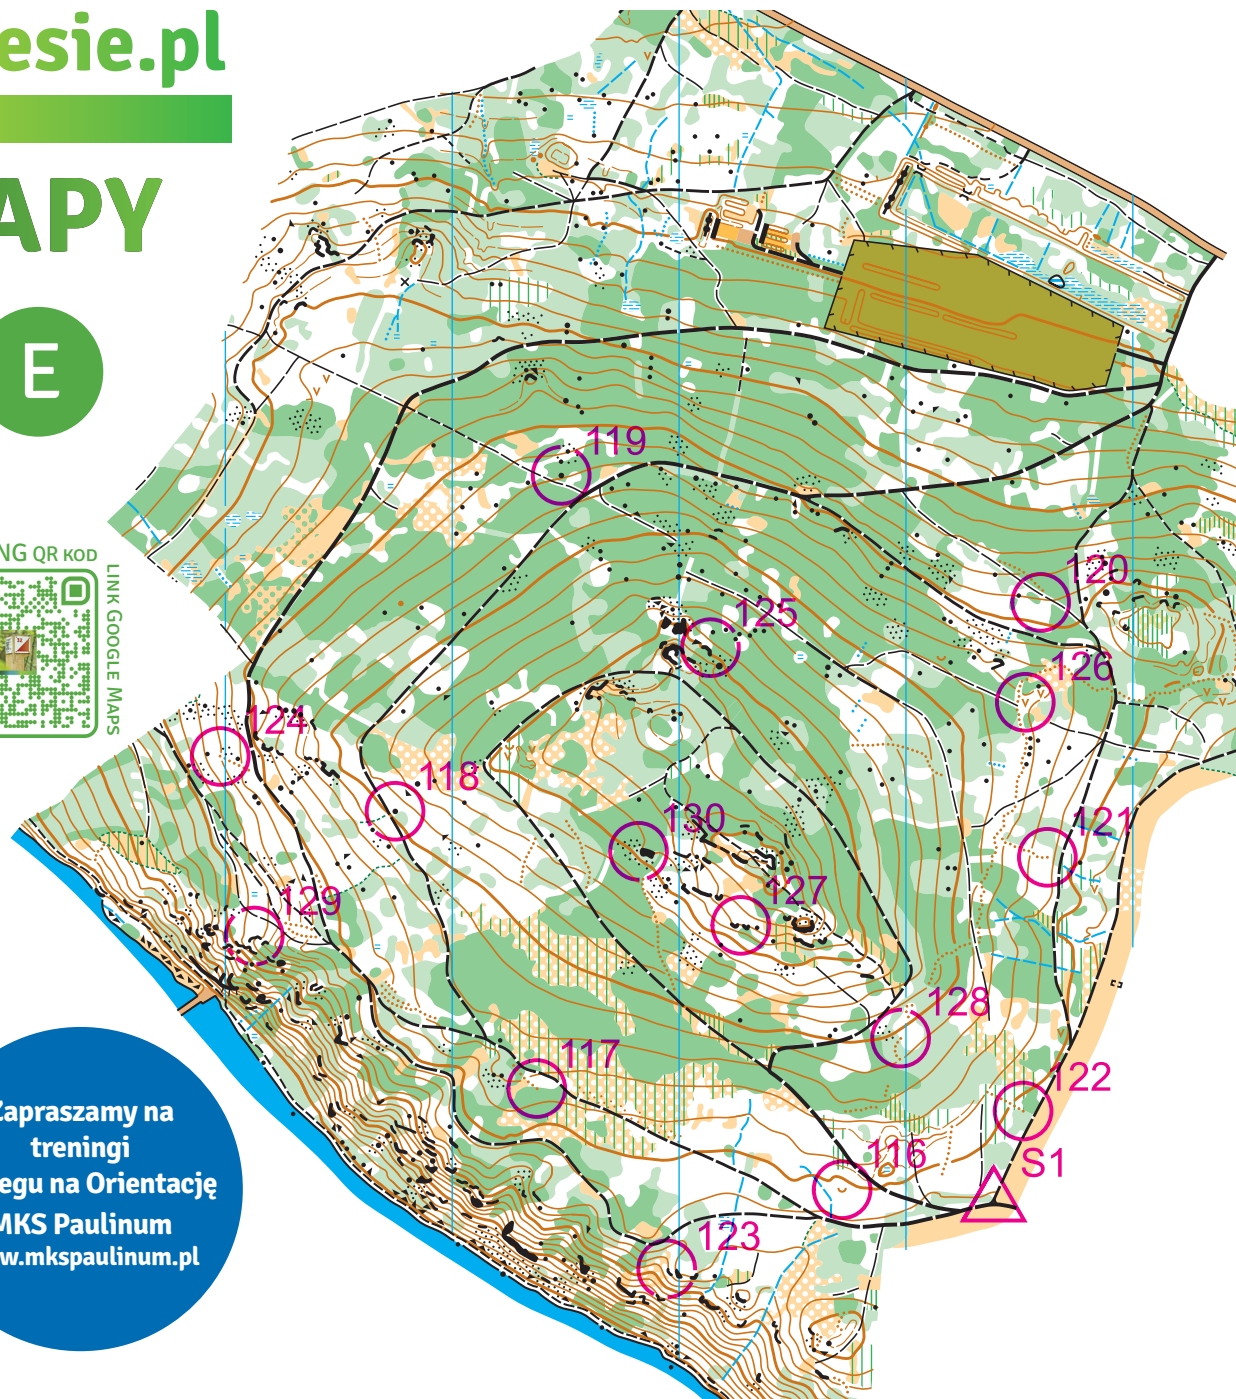 esie.pl
APY
E
NG QR KOD
LINK GOOGLE MAPS
Zapraszamy na
treningi
egu na Orientację
MKS Paulinum
w.mkspaulinum.pl
119
120
125
126
124
118
130
121
127
129
128
117
122
116
S1
123